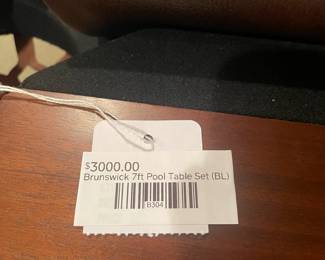 $3000.00
Brunswick 7ft Pool Table Set (BL)
B304